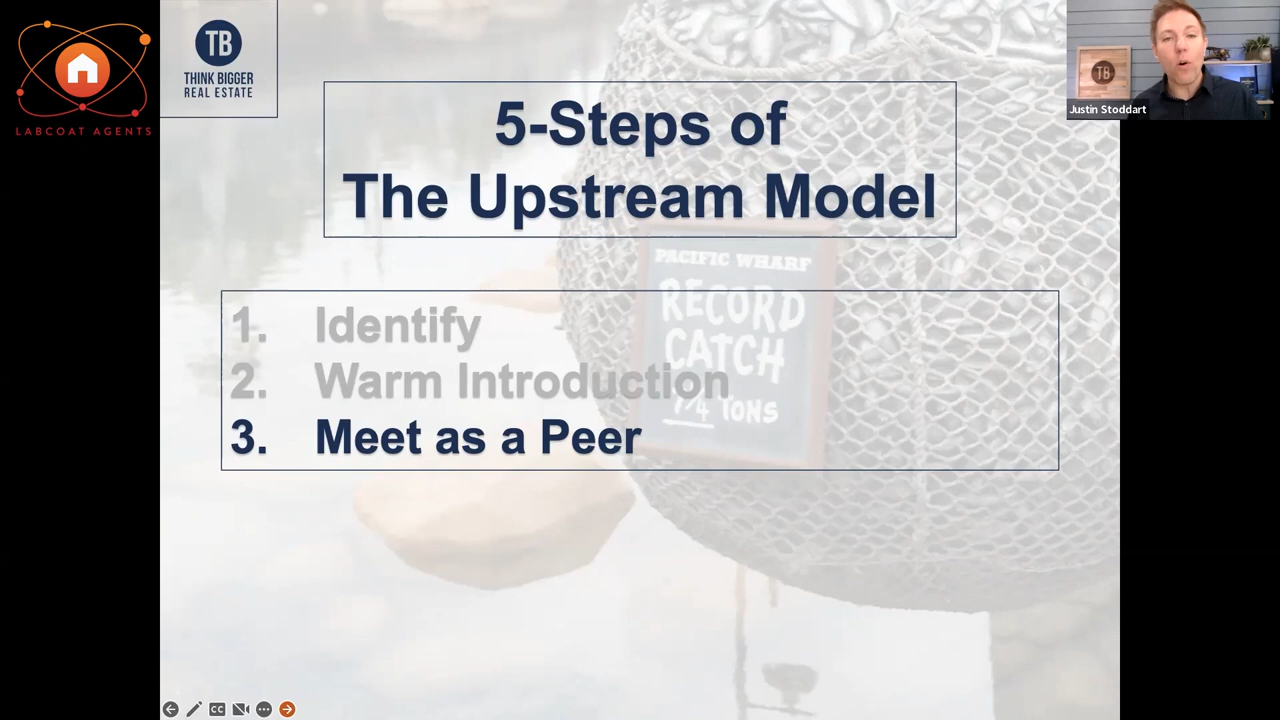 LABCOAT AGENTS
TB
THINK BIGGER
REAL ESTATE
5-Steps of
The Upstream Model
1. Identify
2. Warm Introduction
3. Meet as a Peer
PACIFIC WHARF
RECORD
CATCH
TONS
TB
Justin Stoddart
CC